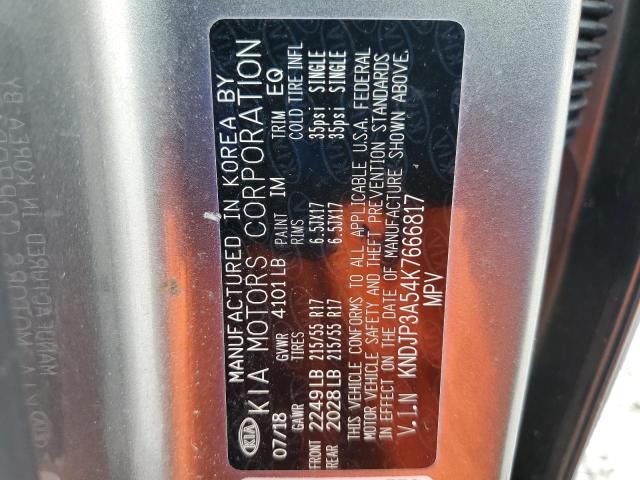 KIA MANUFACTURED IN KOREA BY
KIA MOTORS CORPORATION
07/18 GVWR 4101LB PAINT 1M TRIM EQ
GAWR TIRES RIMS COLD TIRE INFL
FRONT 2249LB 215/55 R17 6.5JX17 35psi SINGLE
REAR 2028LB 215/55 R17 6.5JX17 35psi SINGLE
THIS VEHICLE CONFORMS TO ALL APPLICABLE U.S.A. FEDERAL
MOTOR VEHICLE SAFETY AND THEFT PREVENTION STANDARDS
IN EFFECT ON THE DATE OF MANUFACTURE SHOWN ABOVE.
V.I.N KNDJP3A54K7666817
MPV